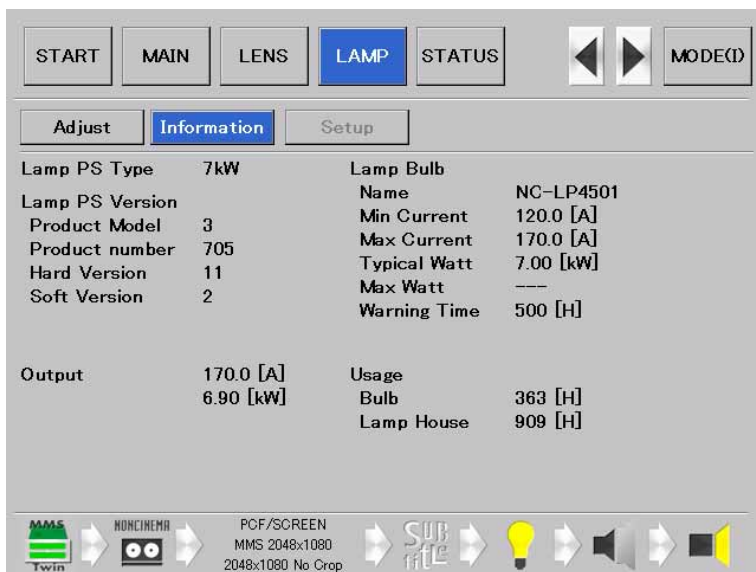 START MAIN LENS LAMP STATUS MODE(I)
Adjust Information Setup
Lamp PS Type 7kW
Lamp PS Version
Product Model 3
Product number 705
Hard Version 11
Soft Version 2
Output 170.0 [A]
6.90 [kW]
Lamp Bulb
Name NC-LP4501
Min Current 120.0 [A]
Max Current 170.0 [A]
Typical Watt 7.00 [kW]
Max Watt ---
Warning Time 500 [H]
Usage
Bulb 363 [H]
Lamp House 909 [H]
MMS
Twin
NONCINEMA
PCF/SCREEN
MMS 2048x1080
2048x1080 No Crop
SUB
titLE